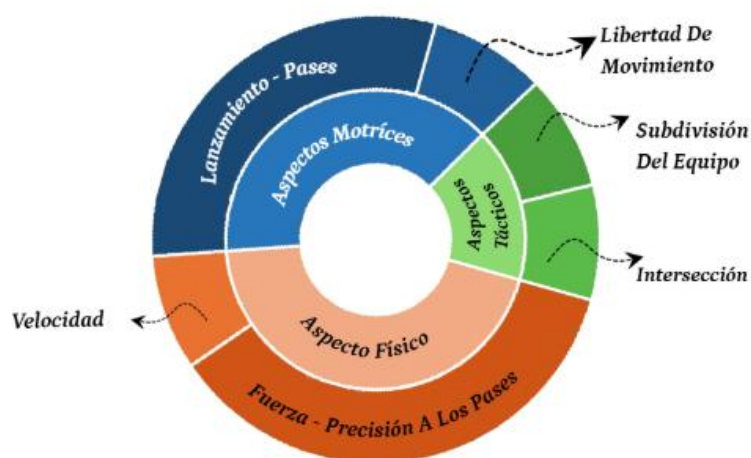 Libertad De
Movimiento
Lanzamiento - Pases
Aspectos Motríces
Subdivisión
Del Equipo
Aspectos
Tácticos
Intersección
Velocidad
Aspecto Físico
Fuerza - Precisión A Los Pases